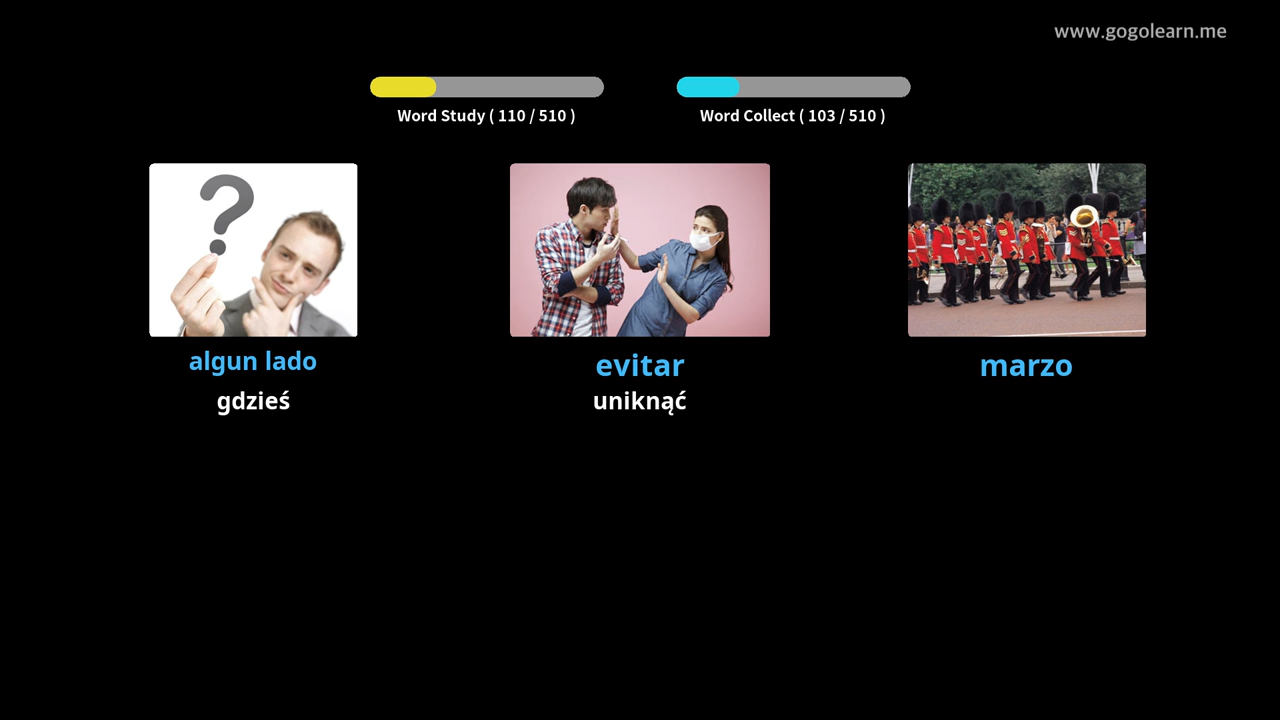 www.gogolearn.me
Word Study ( 110 / 510 )
Word Collect ( 103 / 510 )
algun lado
evitar
marzo
gdzieś
uniknąć